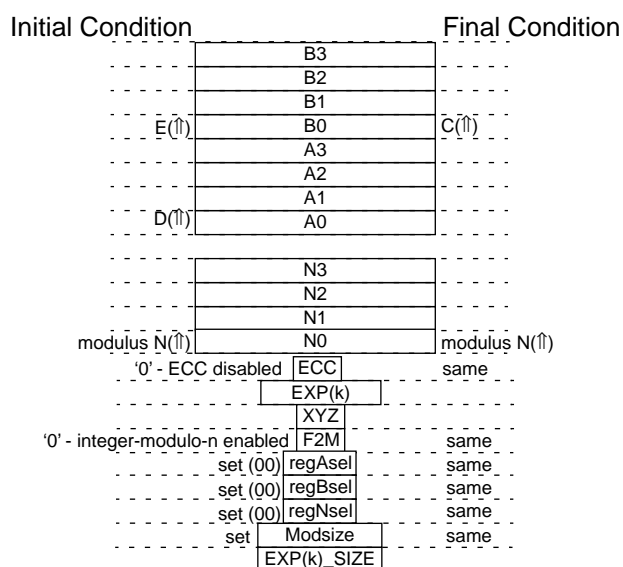 Initial Condition Final Condition
B3
B2
B1
E(⇑) B0 C(⇑)
A3
A2
A1
D(⇑) A0
N3
N2
N1
modulus N(⇑) N0 modulus N(⇑)
‘0’ - ECC disabled ECC same
EXP(k)
XYZ
‘0’ - integer-modulo-n enabled F2M same
set (00) regAsel same
set (00) regBsel same
set (00) regNsel same
set Modsize same
EXP(k)_SIZE